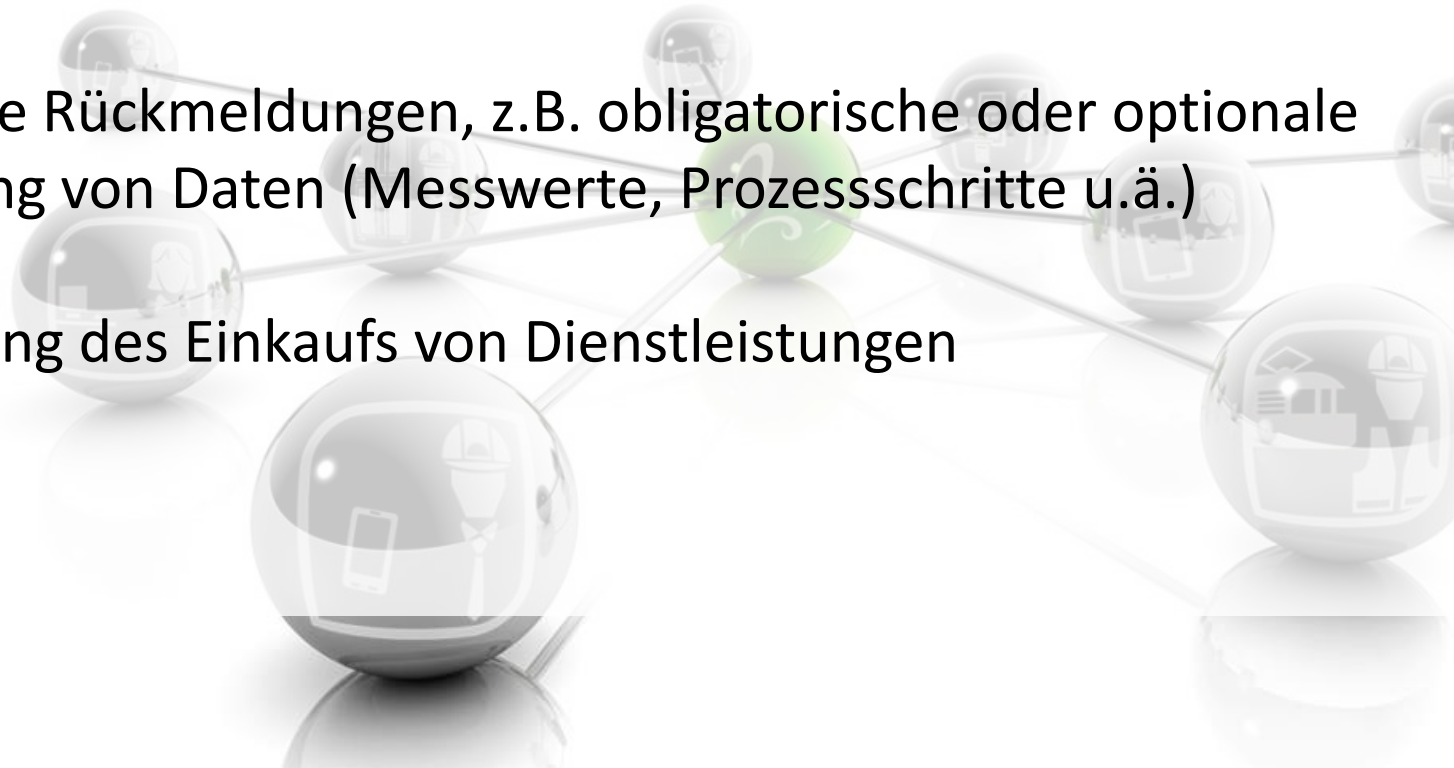 e Rückmeldungen, z.B. obligatorische oder optionale
ng von Daten (Messwerte, Prozessschritte u.ä.)
ng des Einkaufs von Dienstleistungen